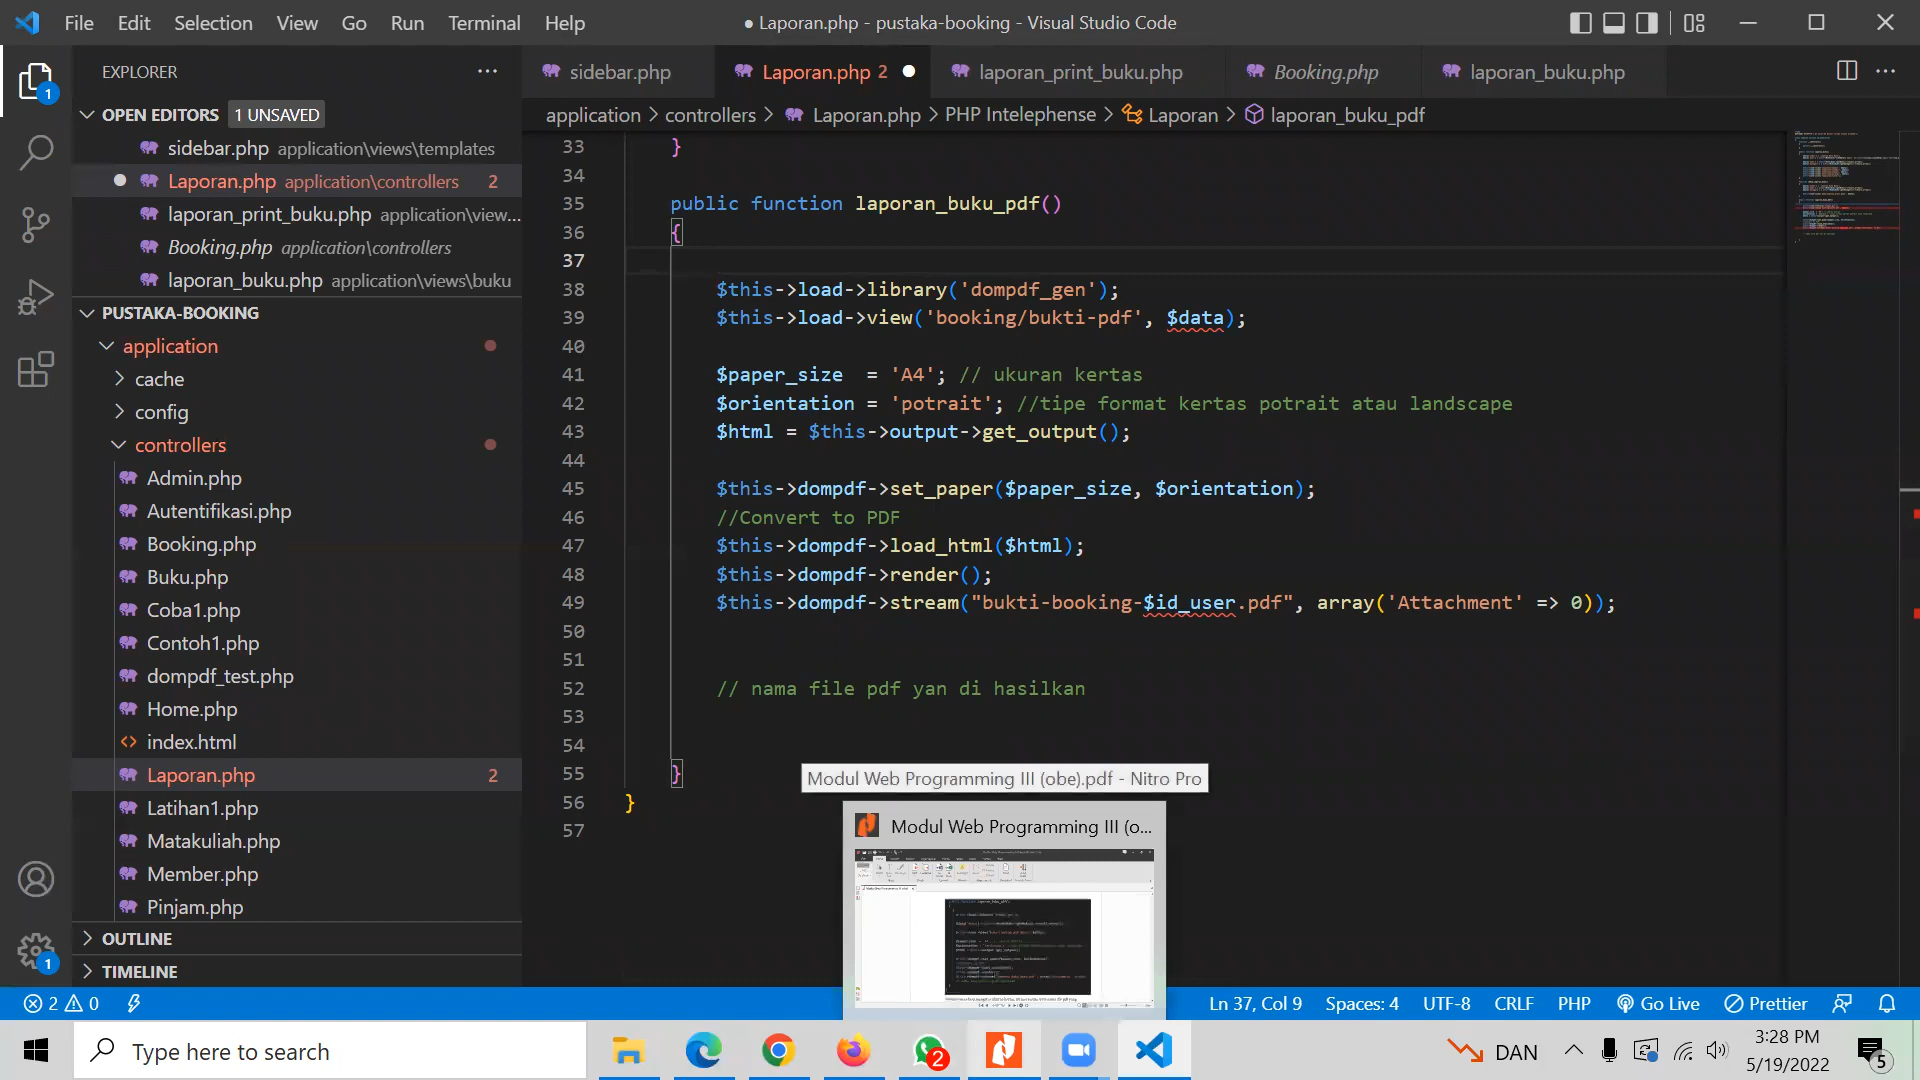 File Edit Selection View Go Run Terminal Help ● Laporan.php - pustaka-booking - Visual Studio Code
EXPLORER
OPEN EDITORS 1 UNSAVED
sidebar.php application\views\templates
Laporan.php application\controllers 2
laporan_print_buku.php application\view...
Booking.php application\controllers
laporan_buku.php application\views\buku
PUSTAKA-BOOKING
application
cache
config
controllers
Admin.php
Autentifikasi.php
Booking.php
Buku.php
Coba1.php
Contoh1.php
dompdf_test.php
Home.php
index.html
Laporan.php 2
Latihan1.php
Matakuliah.php
Member.php
Pinjam.php
OUTLINE
TIMELINE
1
1
sidebar.php Laporan.php 2 laporan_print_buku.php Booking.php laporan_buku.php
application > controllers > Laporan.php > PHP Intelephense > Laporan > laporan_buku_pdf
33 }
34
35 public function laporan_buku_pdf()
36 {
37
38 $this->load->library('dompdf_gen');
39 $this->load->view('booking/bukti-pdf', $data);
40
41 $paper_size  = 'A4'; // ukuran kertas
42 $orientation = 'potrait'; //tipe format kertas potrait atau landscape
43 $html = $this->output->get_output();
44
45 $this->dompdf->set_paper($paper_size, $orientation);
46 //Convert to PDF
47 $this->dompdf->load_html($html);
48 $this->dompdf->render();
49 $this->dompdf->stream("bukti-booking-$id_user.pdf", array('Attachment' => 0));
50
51
52 // nama file pdf yan di hasilkan
53
54
55 }
56 }
57
Modul Web Programming III (obe).pdf - Nitro Pro
Modul Web Programming III (o...
2 0 Ln 37, Col 9 Spaces: 4 UTF-8 CRLF PHP Go Live Prettier
Type here to search
2
DAN
3:28 PM
5/19/2022
5